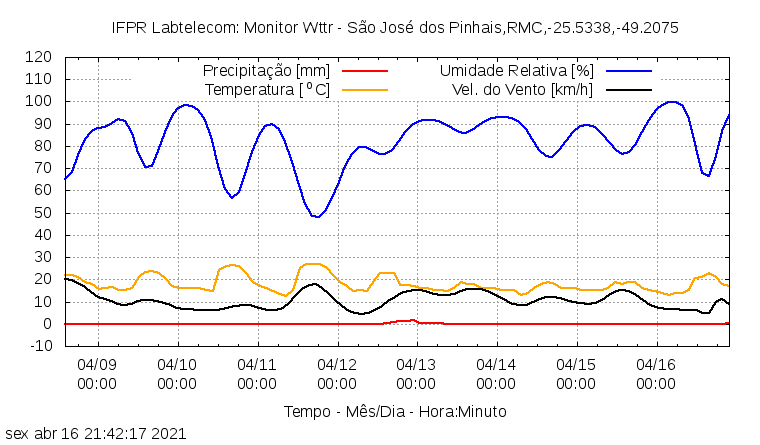 IFPR Labtelecom: Monitor Wttr - São José dos Pinhais,RMC,-25.5338,-49.2075
120
110
100
90
80
70
60
50
40
30
20
10
0
-10
Precipitação [mm]
Temperatura [⁰C]
Umidade Relativa [%]
Vel. do Vento [km/h]
04/09 04/10 04/11 04/12 04/13 04/14 04/15 04/16
00:00 00:00 00:00 00:00 00:00 00:00 00:00 00:00
Tempo - Mês/Dia - Hora:Minuto
sex abr 16 21:42:17 2021